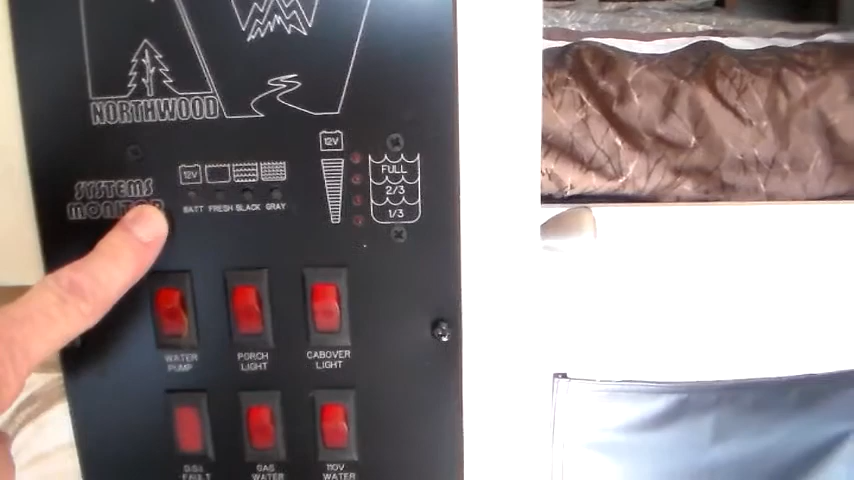 NORTHWOOD
12V
SYSTEMS
MONITOR
12V
BATT FRESH BLACK GRAY
FULL
2/3
1/3
WATER
PUMP
PORCH
LIGHT
CABOVER
LIGHT
FAULT
GAS
WATER
110V
WATER